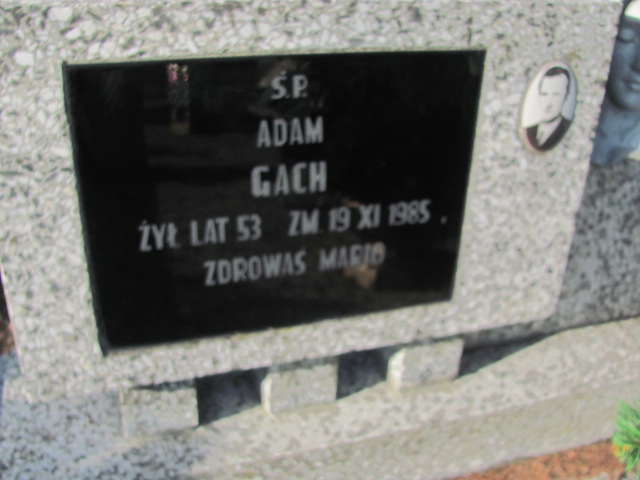 Ś.P.
ADAM
GACH
ŻYŁ LAT 53 ZM 19 XI 1985
ZDROWAŚ MARIO